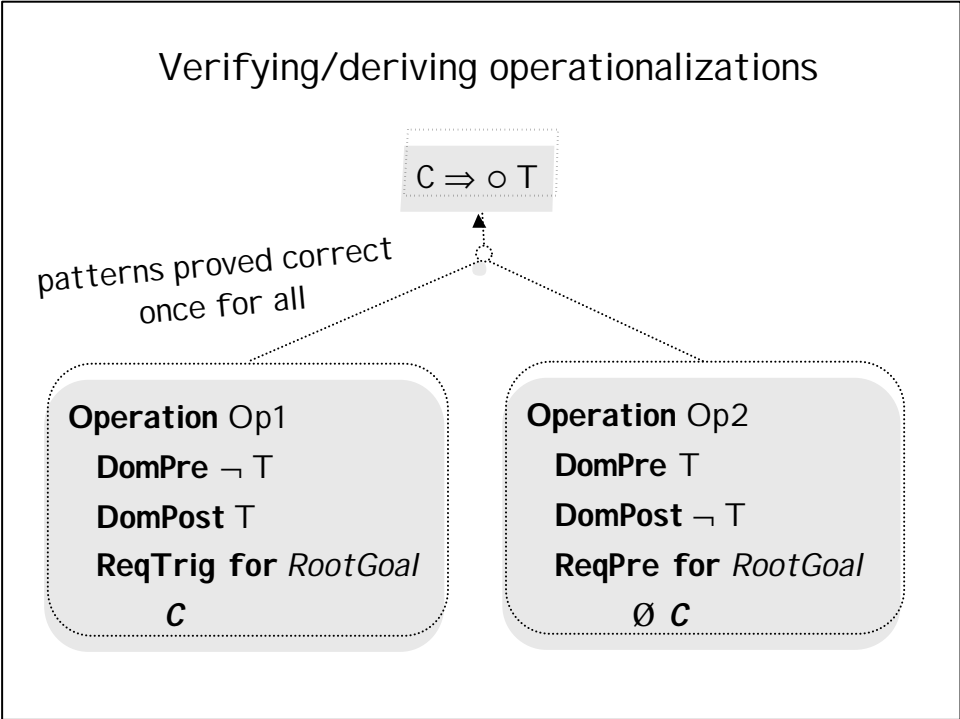 Verifying/deriving operationalizations
C ⇒ ○ T
patterns proved correct
once for all
Operation Op1
DomPre ¬ T
DomPost T
ReqTrig for RootGoal
C
Operation Op2
DomPre T
DomPost ¬ T
ReqPre for RootGoal
Ø C